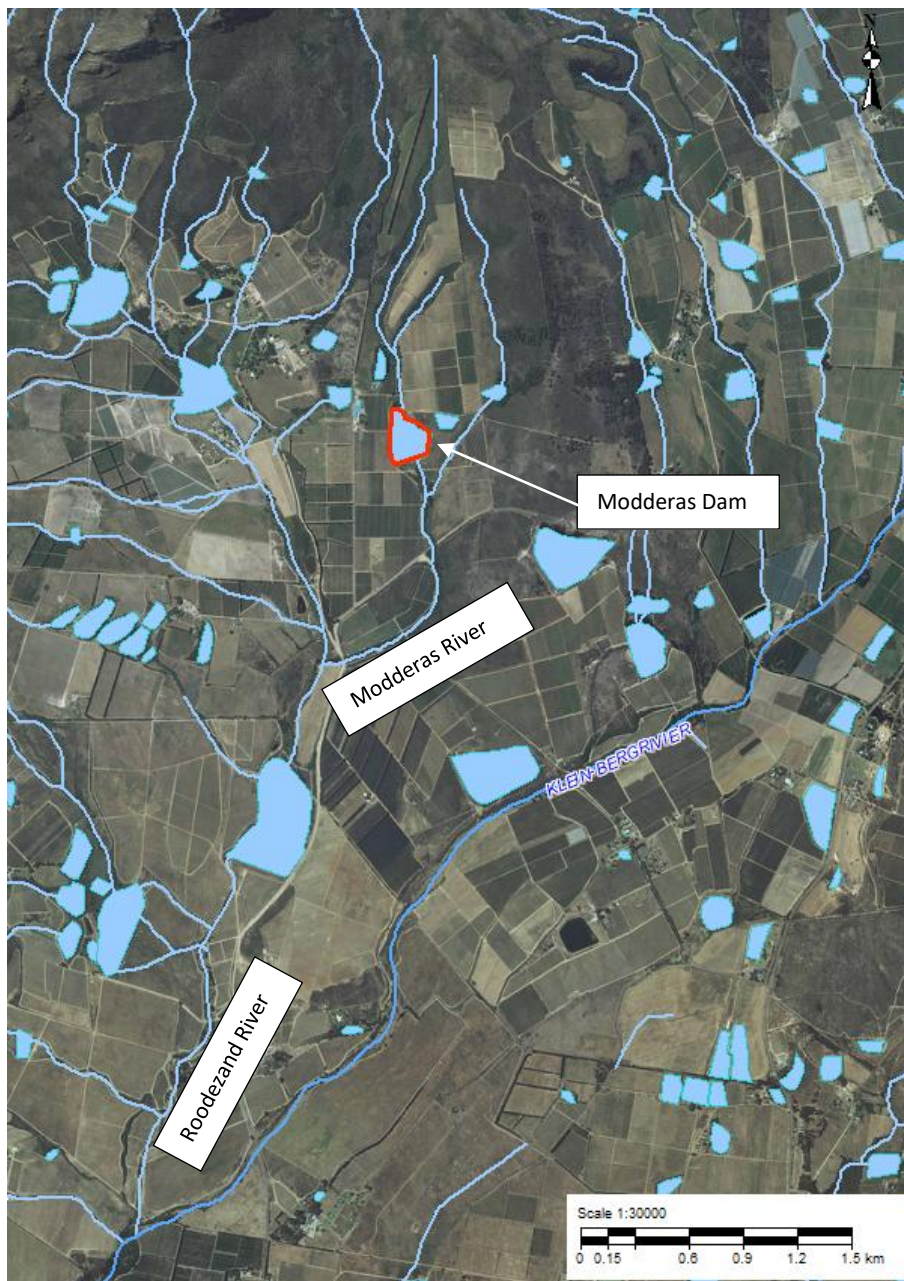 N
Modderas Dam
Modderas River
KLEIN-BERGRIVIER
Roodezand River
Scale 1:30000
0 0.15 0.6 0.9 1.2 1.5 km